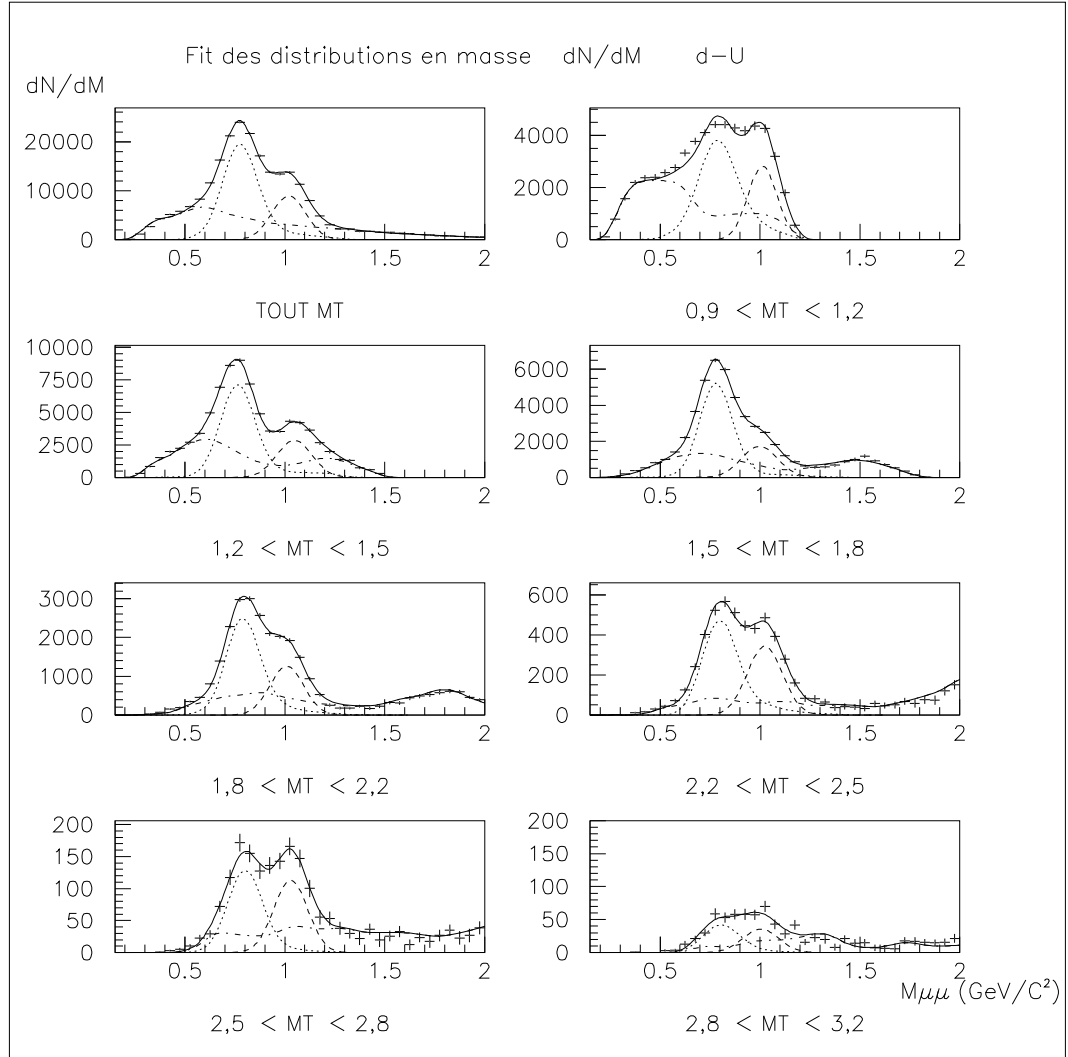 Fit des distributions en masse dN/dM d-U
dN/dM
20000
10000
0
0.5 1 1.5 2
TOUT MT
4000
2000
0
0.5 1 1.5 2
0,9 < MT < 1,2
10000
7500
5000
2500
0
0.5 1 1.5 2
1,2 < MT < 1,5
6000
4000
2000
0
0.5 1 1.5 2
1,5 < MT < 1,8
3000
2000
1000
0
0.5 1 1.5 2
1,8 < MT < 2,2
600
400
200
0
0.5 1 1.5 2
2,2 < MT < 2,5
200
150
100
50
0
0.5 1 1.5 2
2,5 < MT < 2,8
200
150
100
50
0
0.5 1 1.5 2
Mμμ (GeV/C²)
2,8 < MT < 3,2